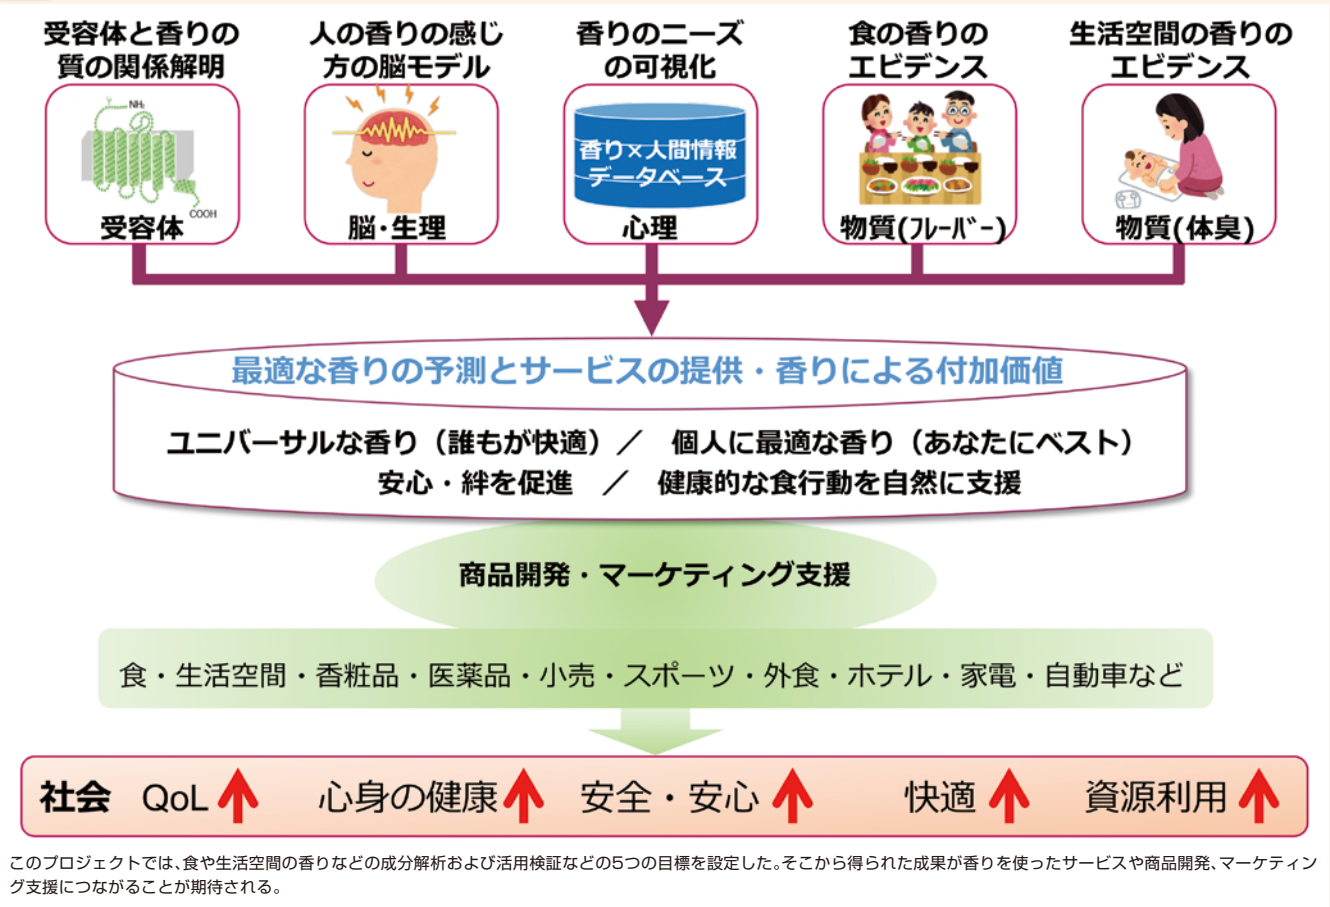 受容体と香りの
質の関係解明
人の香りの感じ
方の脳モデル
香りのニーズ
の可視化
食の香りの
エビデンス
生活空間の香りの
エビデンス
NH₂
COOH
受容体
脳・生理
香り×人間情報
データベース
心理
物質(フレーバー)
物質(体臭)
最適な香りの予測とサービスの提供・香りによる付加価値
ユニバーサルな香り（誰もが快適）／　個人に最適な香り（あなたにベスト）
安心・絆を促進　／　健康的な食行動を自然に支援
商品開発・マーケティング支援
食・生活空間・香粧品・医薬品・小売・スポーツ・外食・ホテル・家電・自動車など
社会 QoL 心身の健康 安全・安心 快適 資源利用
このプロジェクトでは、食や生活空間の香りなどの成分解析および活用検証などの5つの目標を設定した。そこから得られた成果が香りを使ったサービスや商品開発、マーケティン
グ支援につながることが期待される。